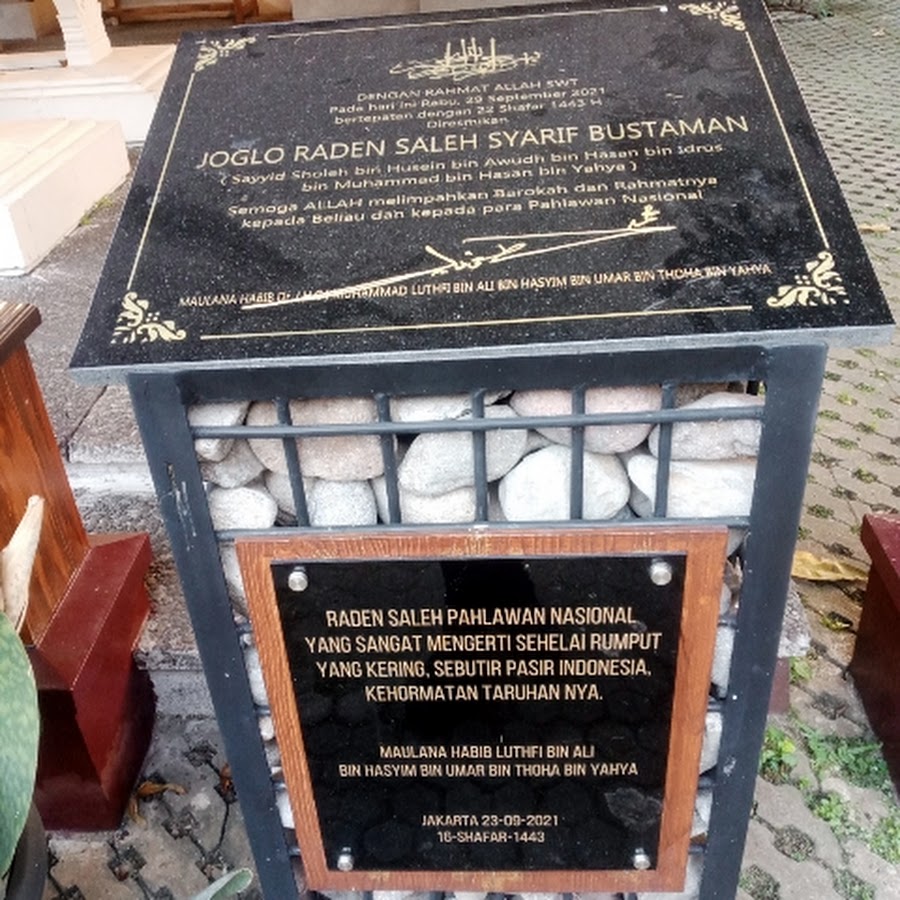 DENGAN RAHMAT ALLAH SWT
Pada hari ini Rabu, 29 September 2021
bertepatan dengan 22 Shafar 1443 H
Diresmikan
JOGLO RADEN SALEH SYARIF BUSTAMAN
( Sayyid Sholeh bin Husein bin Awudh bin Hasan bin Idrus
bin Muhammad bin Hasan bin Yahya )
Semoga ALLAH melimpahkan Barokah dan Rahmatnya
kepada Beliau dan kepada para Pahlawan Nasional
MAULANA HABIB Dr. MUHAMMAD LUTHFI BIN ALI BIN HASYIM BIN UMAR BIN THOHA BIN YAHYA
RADEN SALEH PAHLAWAN NASIONAL
YANG SANGAT MENGERTI SEHELAI RUMPUT
YANG KERING, SEBUTIR PASIR INDONESIA,
KEHORMATAN TARUHAN NYA.
MAULANA HABIB LUTHFI BIN ALI
BIN HASYIM BIN UMAR BIN THOHA BIN YAHYA
JAKARTA 23-09-2021
16-SHAFAR-1443